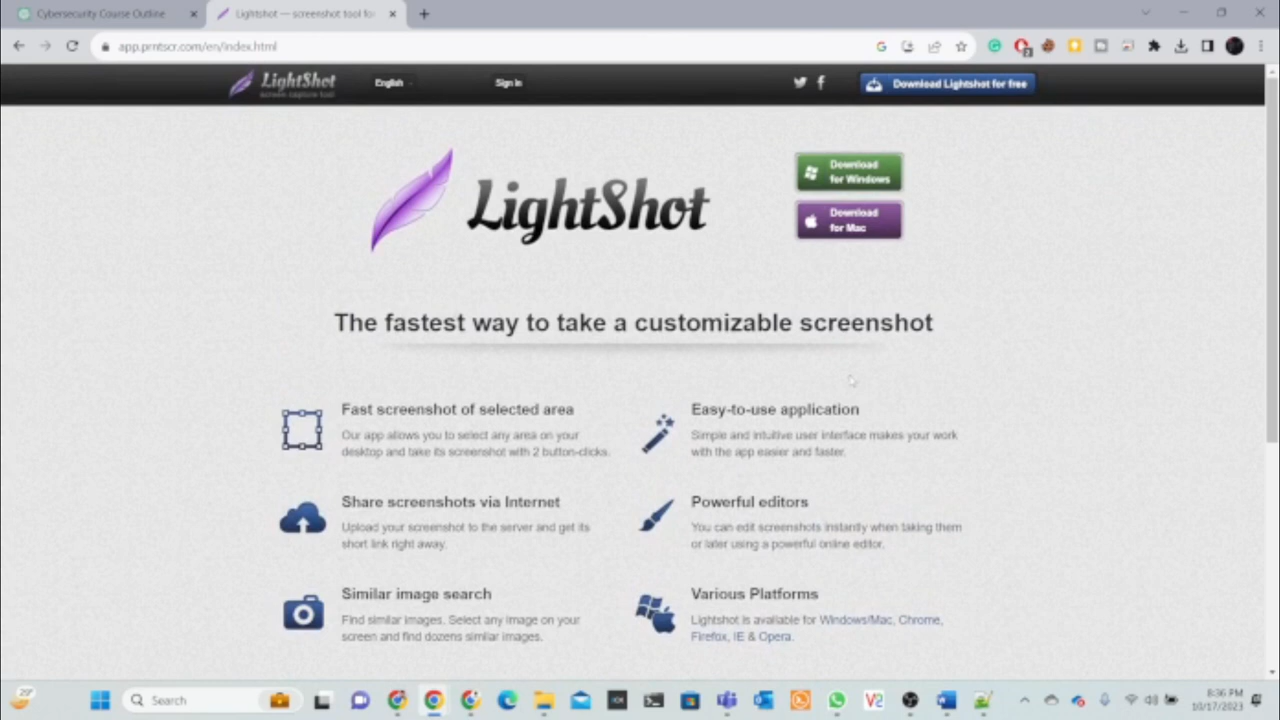 Cybersecurity Course Outline
Lightshot — screenshot tool for
app.prntscr.com/en/index.html
LightShot
screen capture tool
English
Sign in
Download Lightshot for free
LightShot
Download
for Windows
Download
for Mac
The fastest way to take a customizable screenshot
Fast screenshot of selected area
Our app allows you to select any area on your
desktop and take its screenshot with 2 button-clicks.
Easy-to-use application
Simple and intuitive user interface makes your work
with the app easier and faster.
Share screenshots via Internet
Upload your screenshot to the server and get its
short link right away.
Powerful editors
You can edit screenshots instantly when taking them
or later using a powerful online editor.
Similar image search
Find similar images. Select any image on your
screen and find dozens similar images.
Various Platforms
Lightshot is available for Windows/Mac, Chrome,
Firefox, IE & Opera.
29°
Search
8:36 PM
10/17/2023